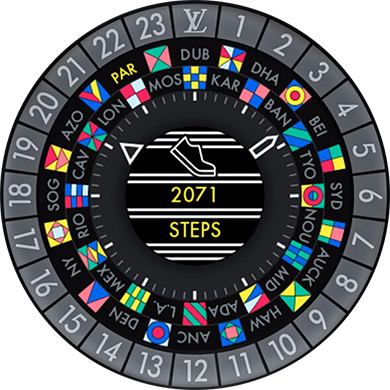 LV
1
2
3
4
5
6
7
8
9
10
11
12
13
14
15
16
17
18
19
20
21
22
23
DUB
DHA
BEI
SYD
AUCK
HAW
ANC
DEN
NY
SOG
AZO
PAR
MOS
KAR
BAN
TYO
NOU
MID
ADA
L.A.
MEX
RIO
CAV
LON
2071
STEPS